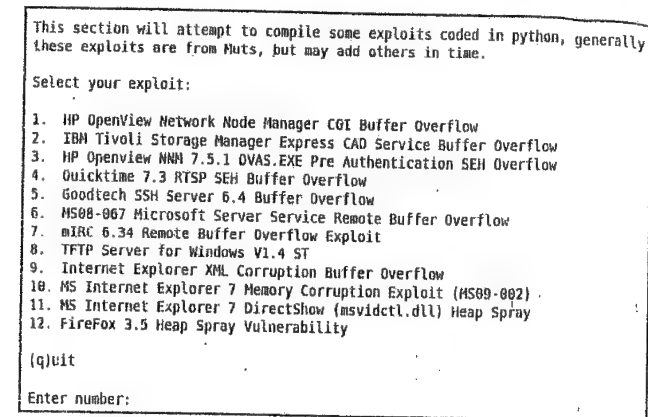 This section will attempt to compile some exploits coded in python, generally
these exploits are from Muts, but may add others in time.
Select your exploit:
1. HP OpenView Network Node Manager CGI Buffer Overflow
2. IBM Tivoli Storage Manager Express CAD Service Buffer Overflow
3. HP Openview NNM 7.5.1 OVAS.EXE Pre Authentication SEH Overflow
4. Quicktime 7.3 RTSP SEH Buffer Overflow
5. Goodtech SSH Server 6.4 Buffer Overflow
6. MS08-067 Microsoft Server Service Remote Buffer Overflow
7. mIRC 6.34 Remote Buffer Overflow Exploit
8. TFTP Server for Windows V1.4 ST
9. Internet Explorer XML Corruption Buffer Overflow
10. MS Internet Explorer 7 Memory Corruption Exploit (MS09-002)
11. MS Internet Explorer 7 DirectShow (msvidctl.dll) Heap Spray
12. FireFox 3.5 Heap Spray Vulnerability
(q)uit
Enter number: